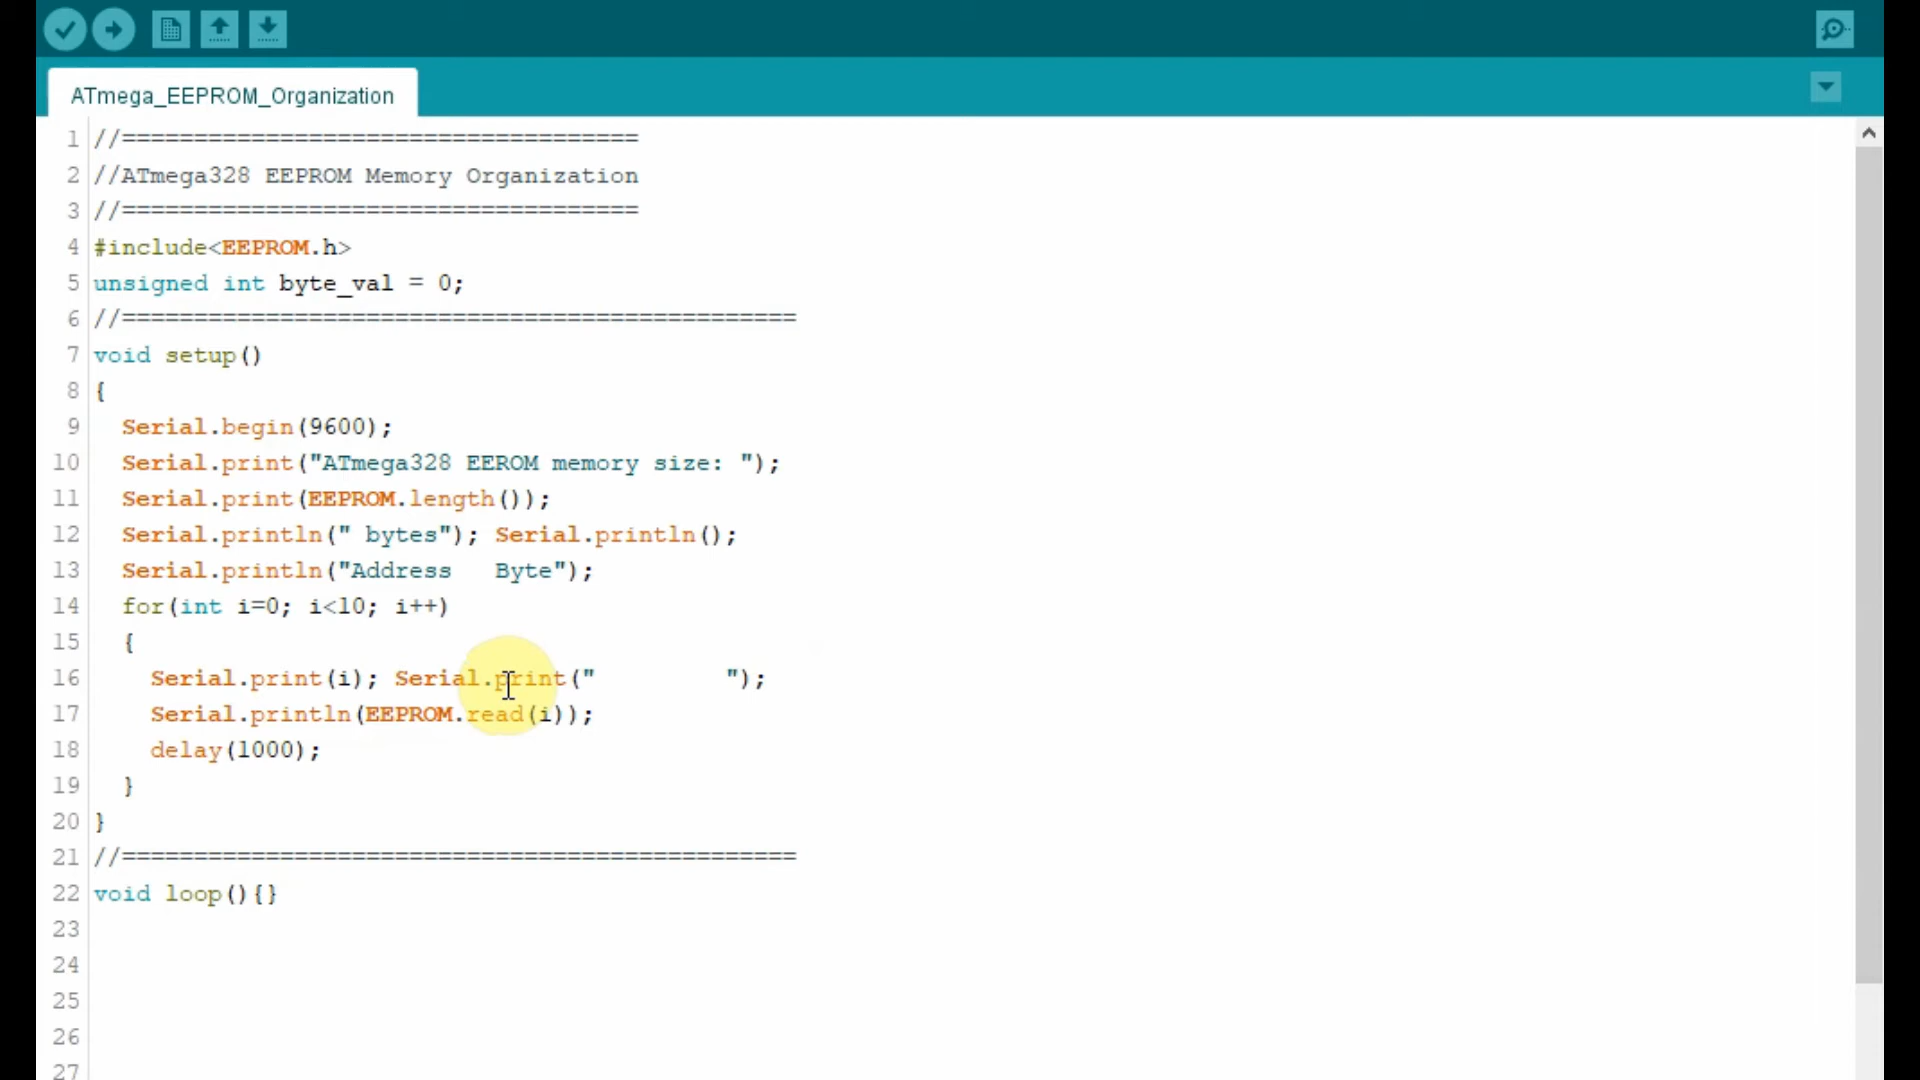 ATmega_EEPROM_Organization
1 //====================================
2 //ATmega328 EEPROM Memory Organization
3 //====================================
4 #include<EEPROM.h>
5 unsigned int byte_val = 0;
6 //===============================================
7 void setup()
8 {
9   Serial.begin(9600);
10   Serial.print("ATmega328 EEROM memory size: ");
11   Serial.print(EEPROM.length());
12   Serial.println(" bytes"); Serial.println();
13   Serial.println("Address   Byte");
14   for(int i=0; i<10; i++)
15   {
16     Serial.print(i); Serial.print("         ");
17     Serial.println(EEPROM.read(i));
18     delay(1000);
19   }
20 }
21 //===============================================
22 void loop(){}
23
24
25
26
27